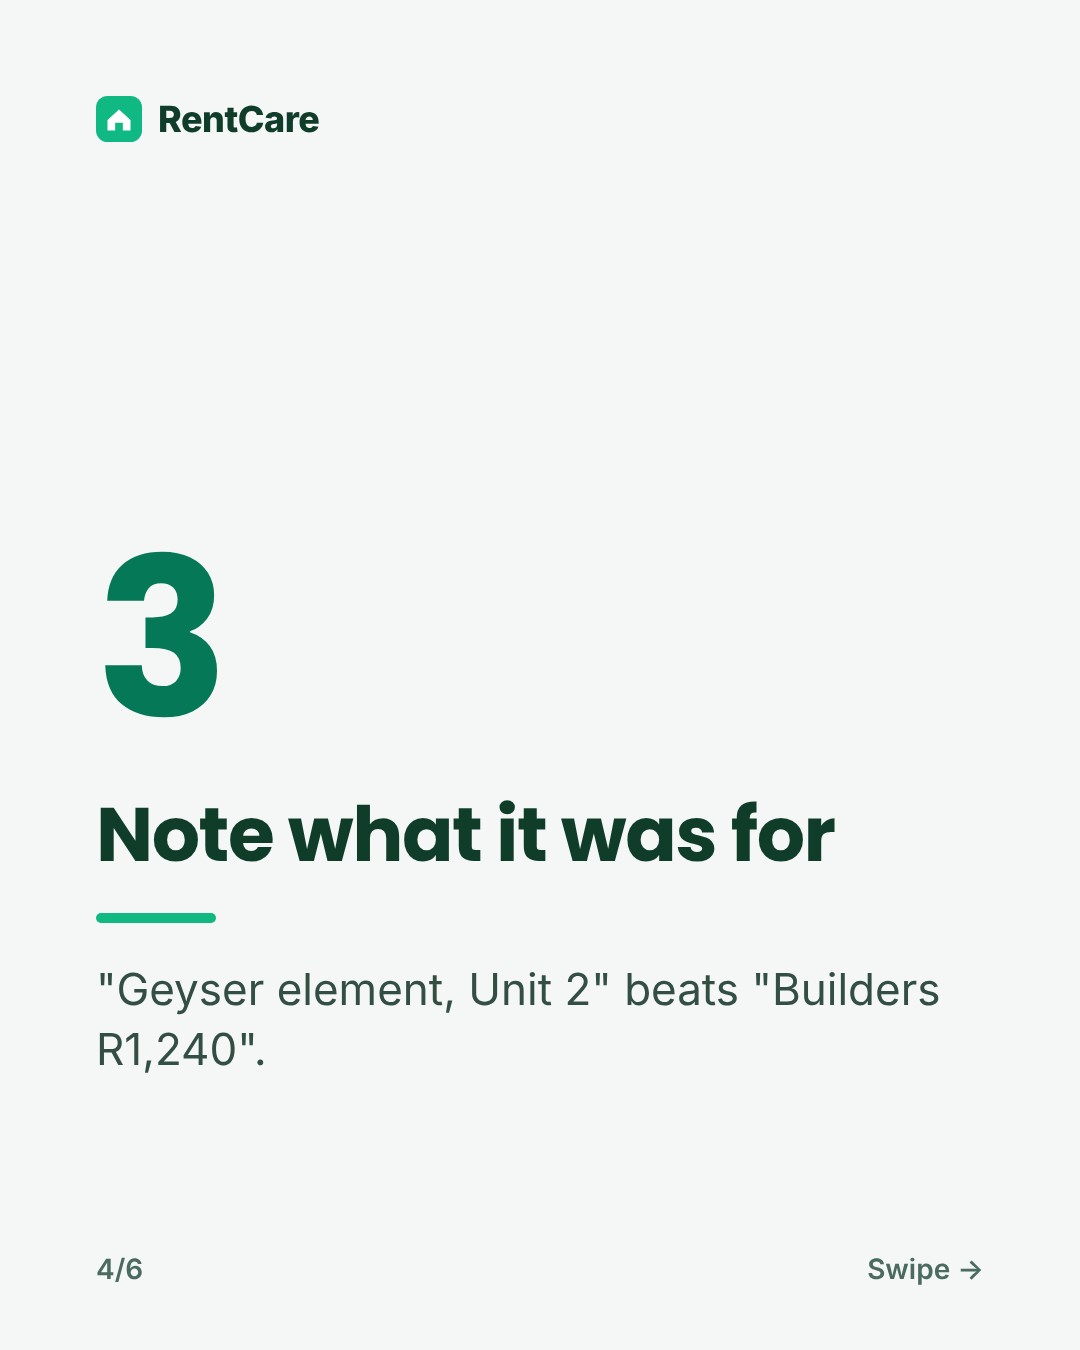 RentCare
3
Note what it was for
"Geyser element, Unit 2" beats "Builders
R1,240".
4/6
Swipe →